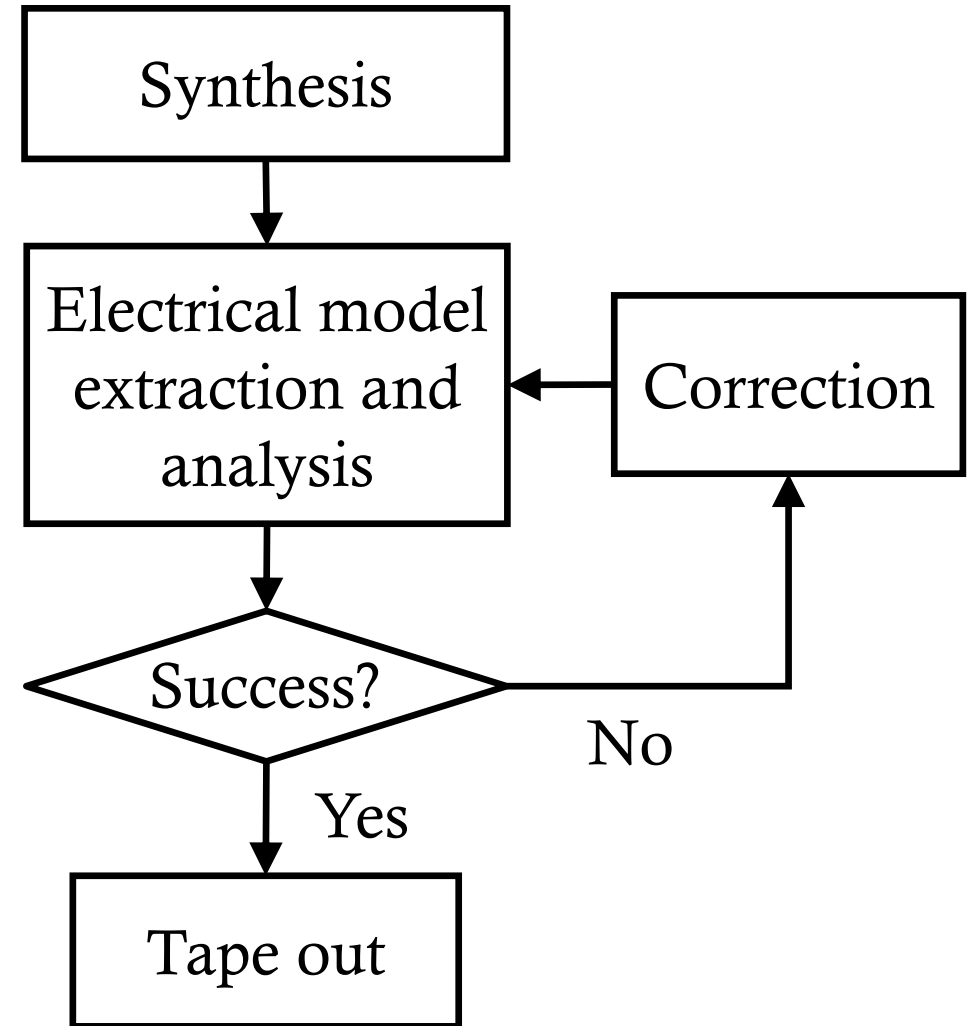 Synthesis
Electrical model
extraction and
analysis
Correction
Success?
No
Yes
Tape out